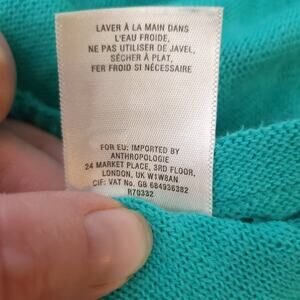 LAVER À LA MAIN DANS
L'EAU FROIDE,
NE PAS UTILISER DE JAVEL,
SÉCHER À PLAT,
FER FROID SI NÉCESSAIRE
FOR EU: IMPORTED BY
ANTHROPOLOGIE
24 MARKET PLACE, 3RD FLOOR,
LONDON, UK W1W8AN
CIF: VAT No. GB 684936382
R70332